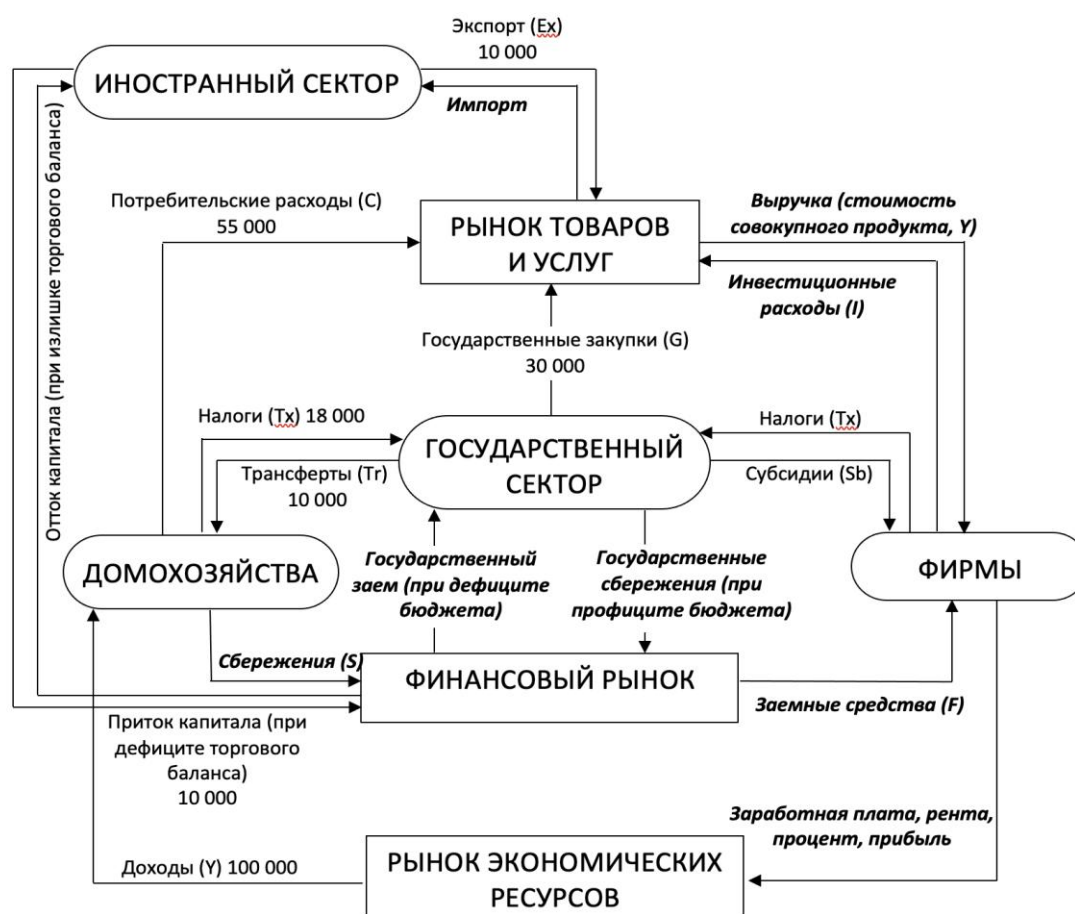 Экспорт (Ex)
10 000
ИНОСТРАННЫЙ СЕКТОР
Импорт
Отток капитала (при излишке торгового баланса)
Потребительские расходы (C)
55 000
РЫНОК ТОВАРОВ
И УСЛУГ
Выручка (стоимость
совокупного продукта, Y)
Инвестиционные
расходы (I)
Государственные закупки (G)
30 000
Налоги (Tx) 18 000
Трансферты (Tr)
10 000
ГОСУДАРСТВЕННЫЙ
СЕКТОР
Налоги (Tx)
Субсидии (Sb)
ДОМОХОЗЯЙСТВА
Государственный
заем (при дефиците
бюджета)
Государственные
сбережения (при
профиците бюджета)
ФИРМЫ
Сбережения (S)
ФИНАНСОВЫЙ РЫНОК
Заемные средства (F)
Приток капитала (при
дефиците торгового
баланса)
10 000
Заработная плата, рента,
процент, прибыль
Доходы (Y) 100 000
РЫНОК ЭКОНОМИЧЕСКИХ
РЕСУРСОВ